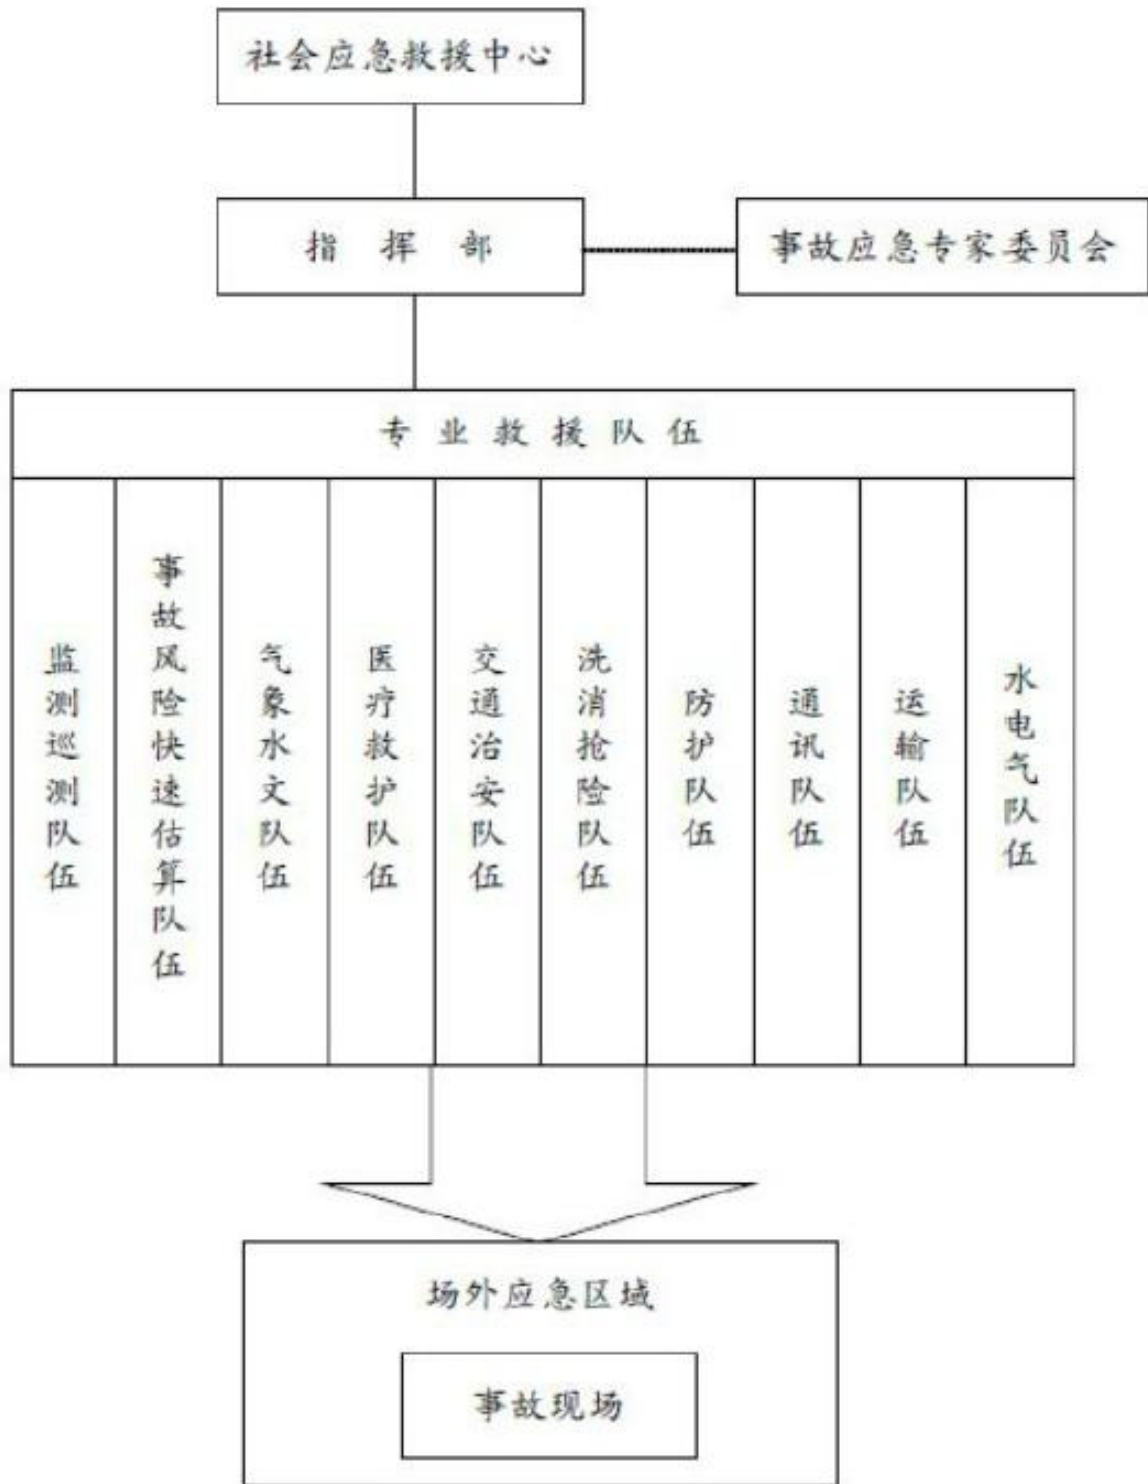 社会应急救援中心
指挥部
事故应急专家委员会
专业救援队伍
监测巡测队伍
事故风险快速估算队伍
气象水文队伍
医疗救护队伍
交通治安队伍
洗消抢险队伍
防护队伍
通讯队伍
运输队伍
水电气队伍
场外应急区域
事故现场